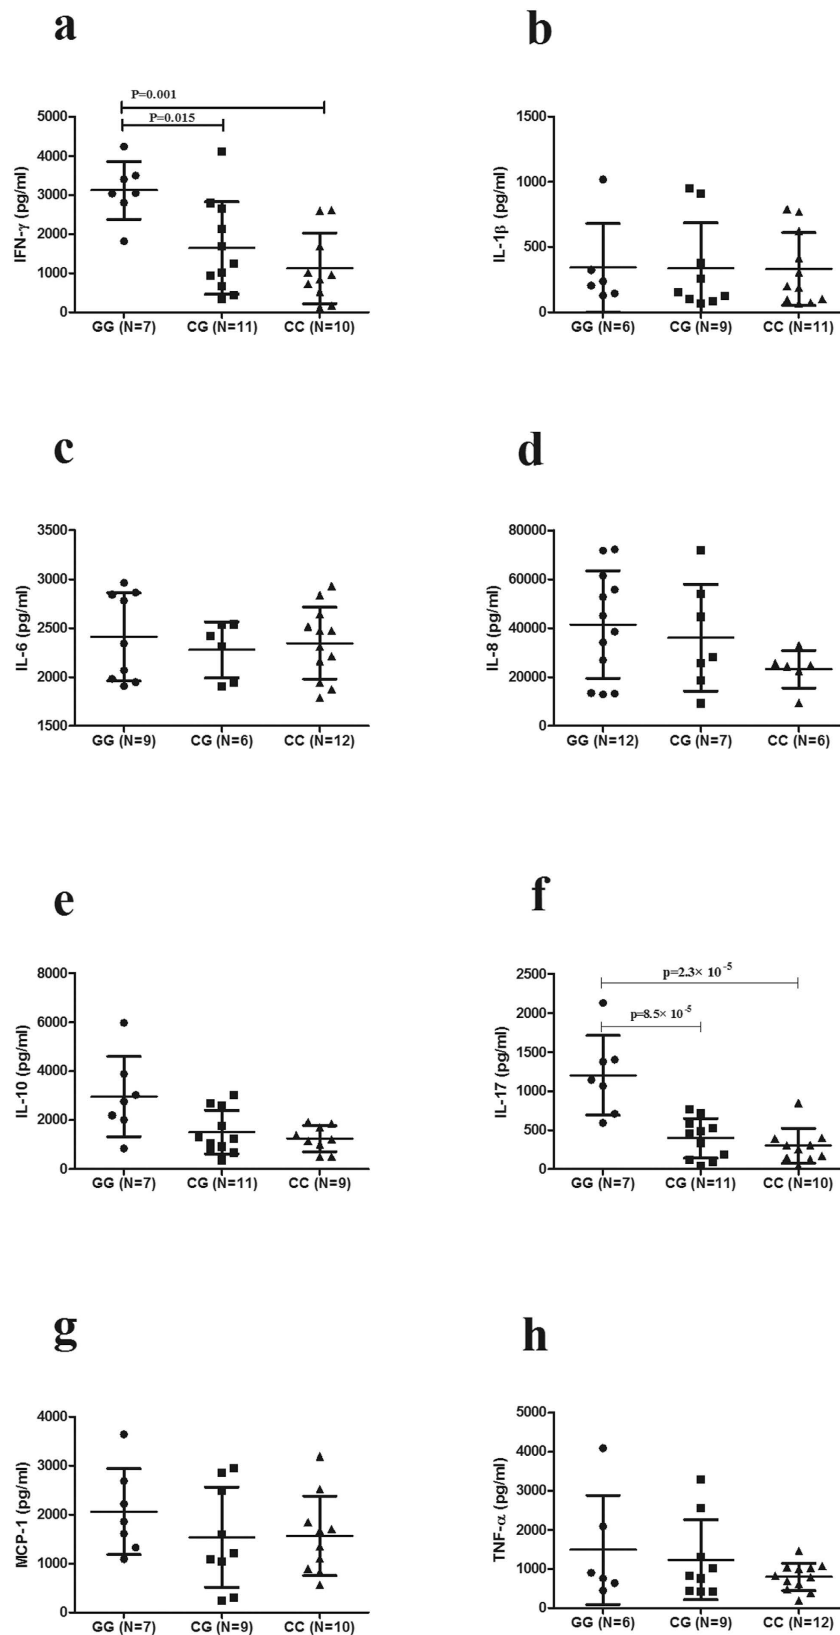 a
P=0.001
P=0.015
5000
4000
3000
2000
1000
0
IFN-γ (pg/ml)
GG (N=7) CG (N=11) CC (N=10)
b
1500
1000
500
0
IL-1β (pg/ml)
GG (N=6) CG (N=9) CC (N=11)
c
3500
3000
2500
2000
1500
IL-6 (pg/ml)
GG (N=9) CG (N=6) CC (N=12)
d
80000
60000
40000
20000
0
IL-8 (pg/ml)
GG (N=12) CG (N=7) CC (N=6)
e
8000
6000
4000
2000
0
IL-10 (pg/ml)
GG (N=7) CG (N=11) CC (N=9)
f
p=2.3× 10⁻⁵
p=8.5× 10⁻⁵
2500
2000
1500
1000
500
0
IL-17 (pg/ml)
GG (N=7) CG (N=11) CC (N=10)
g
4000
3000
2000
1000
0
MCP-1 (pg/ml)
GG (N=7) CG (N=9) CC (N=10)
h
5000
4000
3000
2000
1000
0
TNF-α (pg/ml)
GG (N=6) CG (N=9) CC (N=12)